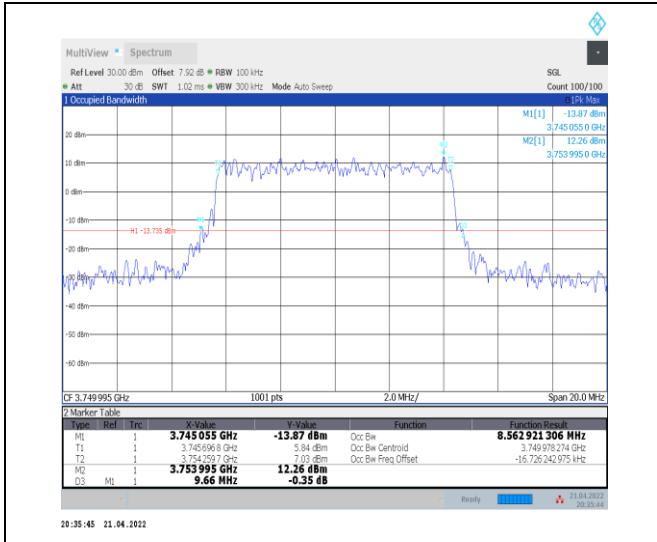 MultiView Spectrum
Ref Level 30.00 dBm Offset 7.92 dB RBW 100 kHz SGL
Att 30 dB SWT 1.02 ms VBW 300 kHz Mode Auto Sweep Count 100/100
1 Occupied Bandwidth 1Pk Max
M1[1] -13.87 dBm
3.745 055 0 GHz
M2[1] 12.26 dBm
3.753 995 0 GHz
20 dBm
10 dBm
0 dBm
-10 dBm
H1 -13.735 dBm
-20 dBm
-30 dBm
-40 dBm
-50 dBm
-60 dBm
CF 3.749 995 GHz 1001 pts 2.0 MHz/ Span 20.0 MHz
2 Marker Table
Type Ref Trc X-Value Y-Value Function Function Result
M1 1 3.745 055 GHz -13.87 dBm Occ Bw 8.562 921 306 MHz
T1 1 3.745 696 8 GHz 5.84 dBm Occ Bw Centroid 3.749 978 274 GHz
T2 1 3.754 259 7 GHz 7.03 dBm Occ Bw Freq Offset -16.726 242 975 kHz
M2 1 3.753 995 GHz 12.26 dBm
D3 M1 1 9.66 MHz -0.35 dB
Ready 21.04.2022
20:35:44
20:35:45 21.04.2022